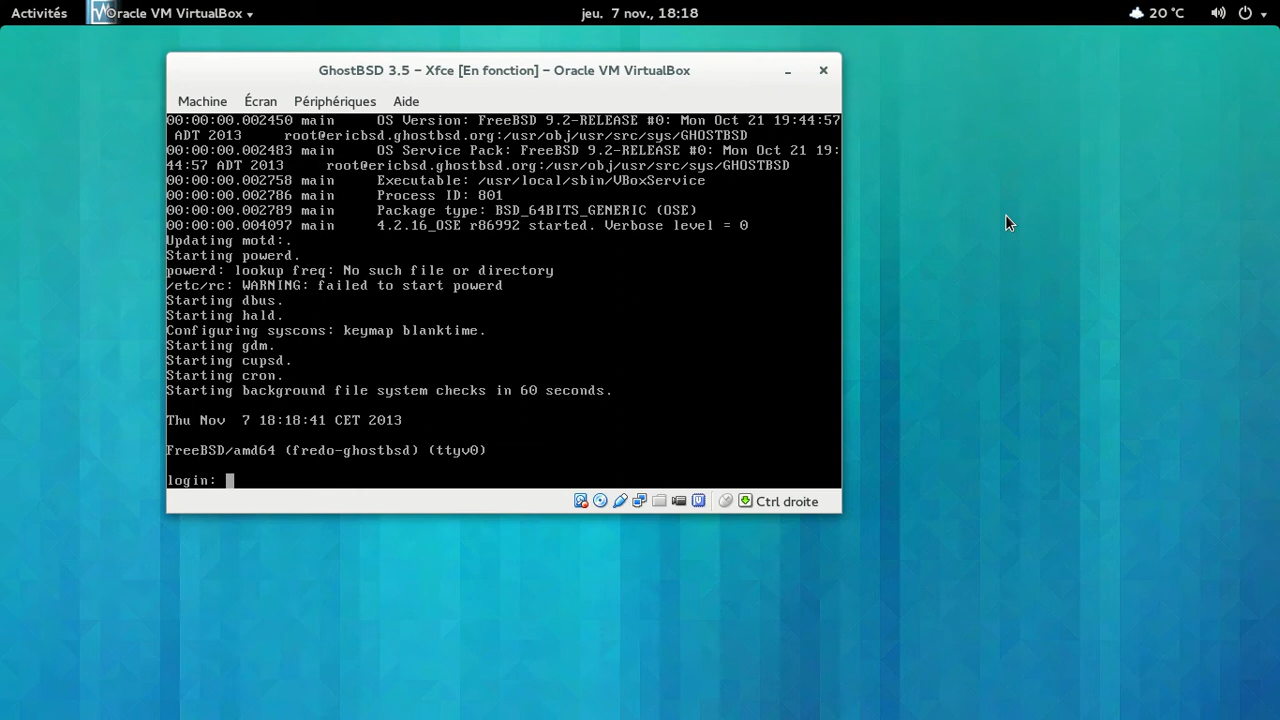 Activités Oracle VM VirtualBox jeu. 7 nov., 18:18 20 °C
GhostBSD 3.5 – Xfce [En fonction] – Oracle VM VirtualBox
Machine Écran Périphériques Aide
00:00:00.002450 main OS Version: FreeBSD 9.2-RELEASE #0: Mon Oct 21 19:44:57
ADT 2013 root@ericbsd.ghostbsd.org:/usr/obj/usr/src/sys/GHOSTBSD
00:00:00.002483 main OS Service Pack: FreeBSD 9.2-RELEASE #0: Mon Oct 21 19:
44:57 ADT 2013 root@ericbsd.ghostbsd.org:/usr/obj/usr/src/sys/GHOSTBSD
00:00:00.002758 main Executable: /usr/local/sbin/VBoxService
00:00:00.002786 main Process ID: 801
00:00:00.002789 main Package type: BSD_64BITS_GENERIC (OSE)
00:00:00.004097 main 4.2.16_OSE r86992 started. Verbose level = 0
Updating motd:.
Starting powerd.
powerd: lookup freq: No such file or directory
/etc/rc: WARNING: failed to start powerd
Starting dbus.
Starting hald.
Configuring syscons: keymap blanktime.
Starting gdm.
Starting cupsd.
Starting cron.
Starting background file system checks in 60 seconds.
Thu Nov 7 18:18:41 CET 2013
FreeBSD/amd64 (fredo-ghostbsd) (ttyv0)
login:
Ctrl droite